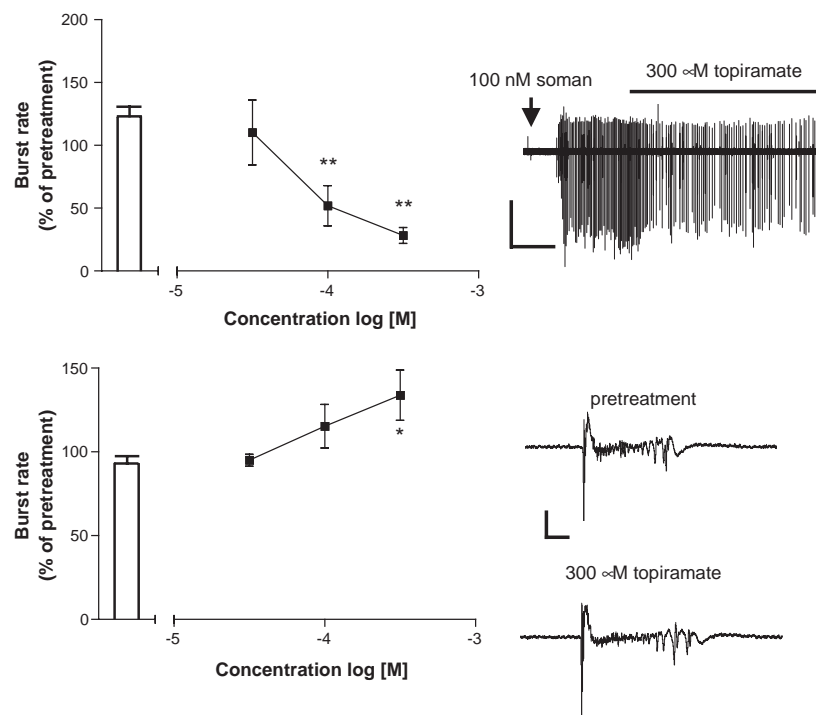 200
150
100
50
0
Burst rate
(% of pretreatment)
**
**
-5
-4
-3
Concentration log [M]
100 nM soman
300 ∝M topiramate
150
100
50
0
Burst rate
(% of pretreatment)
*
-5
-4
-3
Concentration log [M]
pretreatment
300 ∝M topiramate